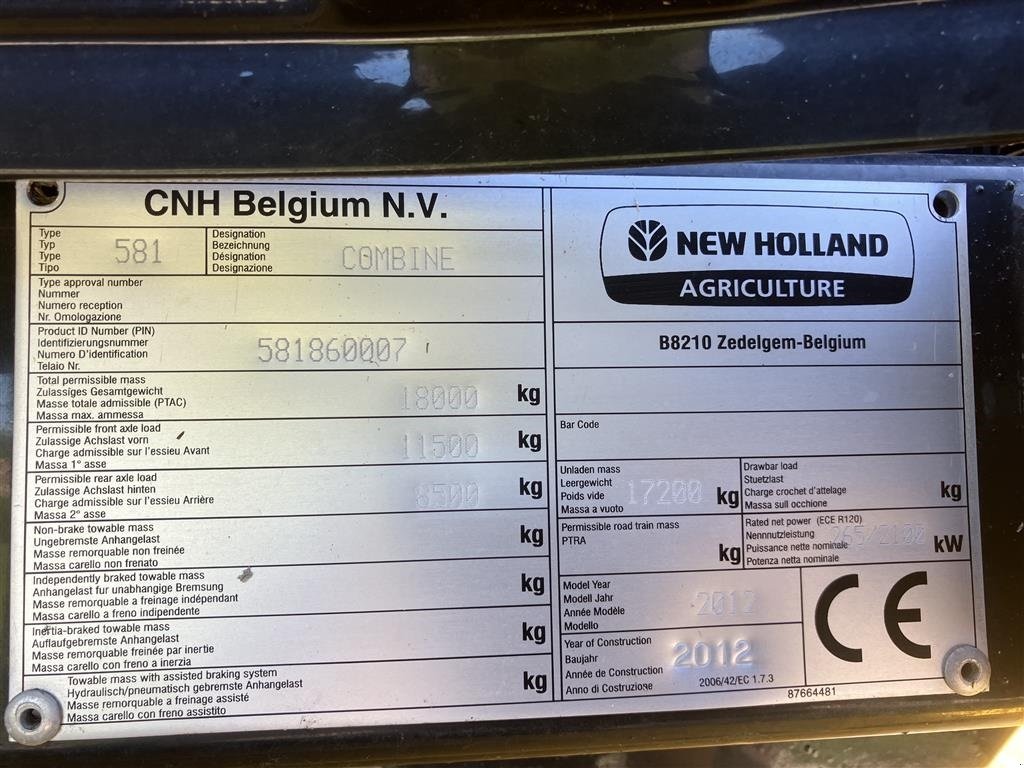 CNH Belgium N.V.
Type
Typ
Type
Tipo
581
Designation
Bezeichnung
Désignation
Designazione
COMBINE
Type approval number
Nummer
Numero reception
Nr. Omologazione
Product ID Number (PIN)
Identifizierungsnummer
Numero D'identification
Telaio Nr.
581860007
Total permissible mass
Zulassiges Gesamtgewicht
Masse totale admissible (PTAC)
Massa max. ammessa
18000 kg
Permissible front axle load
Zulassige Achslast vorn
Charge admissible sur l'essieu Avant
Massa 1° asse
11500 kg
Permissible rear axle load
Zulassige Achslast hinten
Charge admissible sur l'essieu Arrière
Massa 2° asse
8500 kg
Non-brake towable mass
Ungebremste Anhangelast
Masse remorquable non freinée
Massa carello non frenato
kg
Independently braked towable mass
Anhangelast fur unabhangige Bremsung
Masse remorquable a freinage indépendant
Massa carello a freno indipendente
kg
Inertia-braked towable mass
Auflaufgebremste Anhangelast
Masse remorquable freinée par inertie
Massa carello con freno a inerzia
kg
Towable mass with assisted braking system
Hydraulisch/pneumatisch gebremste Anhangelast
Masse remorquable a freinage assisté
Massa carello con freno assistito
kg
NEW HOLLAND
AGRICULTURE
B8210 Zedelgem-Belgium
Bar Code
Unladen mass
Leergewicht
Poids vide
Massa a vuoto
17200 kg
Drawbar load
Stuetzlast
Charge crochet d'attelage
Massa sull occhione
kg
Permissible road train mass
PTRA
kg
Rated net power (ECE R120)
Nennnutzleistung
Puissance nette nominale
Potenza netta nominale
265/2100 kW
Model Year
Modell Jahr
Année Modèle
Modello
2012
Year of Construction
Baujahr
Année de Construction
Anno di Costruzione
2012
2006/42/EC 1.7.3
CE
87664481